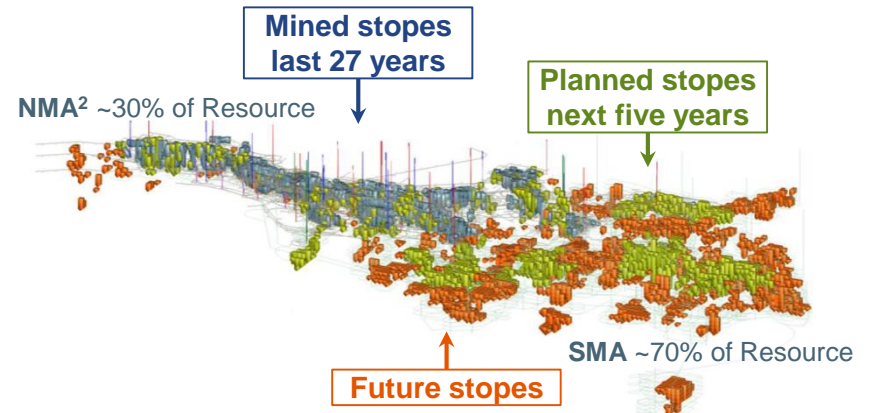 Mined stopes
last 27 years
NMA² ~30% of Resource
Planned stopes
next five years
SMA ~70% of Resource
Future stopes